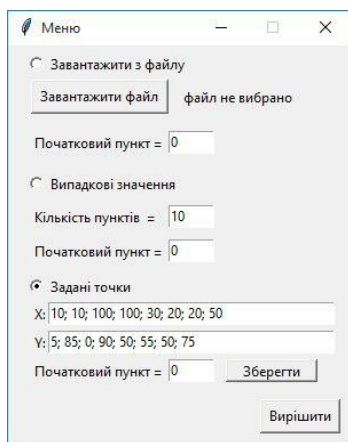 Меню
Завантажити з файлу
Завантажити файл файл не вибрано
Початковий пункт = 0
Випадкові значення
Кількість пунктів = 10
Початковий пункт = 0
Задані точки
X: 10; 10; 100; 100; 30; 20; 20; 50
Y: 5; 85; 0; 90; 50; 55; 50; 75
Початковий пункт = 0 Зберегти
Вирішити